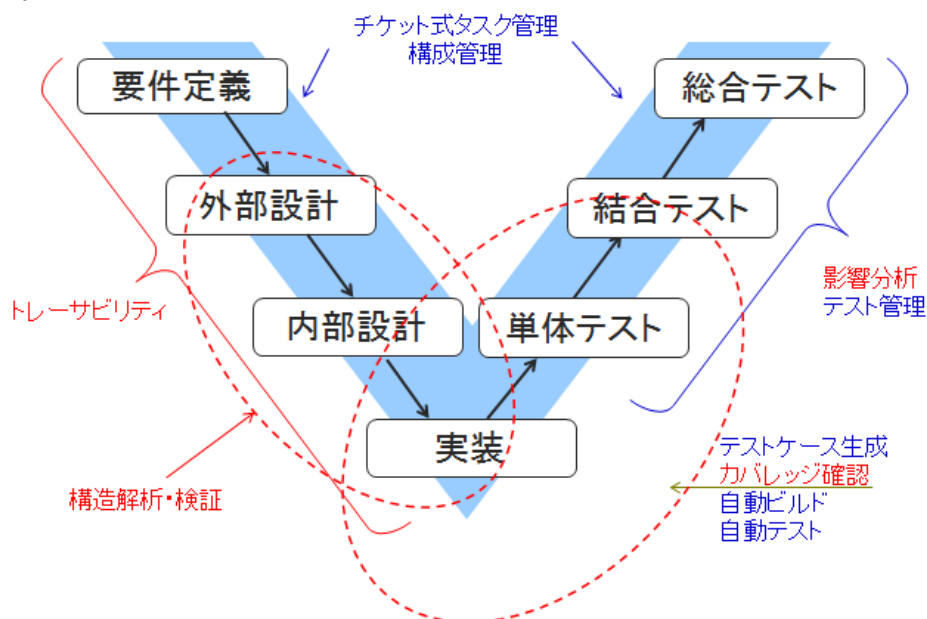 チケット式タスク管理
構成管理
要件定義
総合テスト
外部設計
結合テスト
トレーサビリティ
内部設計
単体テスト
影響分析
テスト管理
実装
構造解析・検証
テストケース生成
カバレッジ確認
自動ビルド
自動テスト